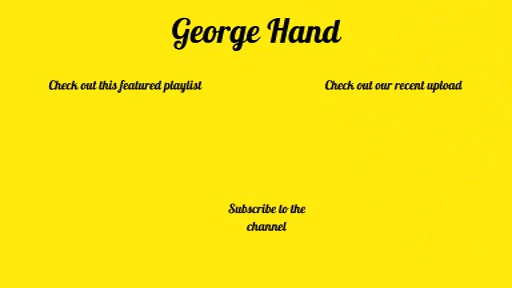 George Hand
Check out this featured playlist
Check out our recent upload
Subscribe to the
channel